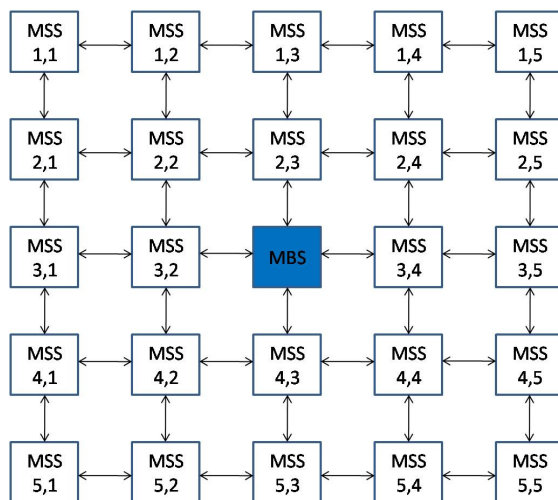 MSS MSS MSS MSS MSS
1,1 1,2 1,3 1,4 1,5
MSS MSS MSS MSS MSS
2,1 2,2 2,3 2,4 2,5
MSS MSS MBS MSS MSS
3,1 3,2 3,4 3,5
MSS MSS MSS MSS MSS
4,1 4,2 4,3 4,4 4,5
MSS MSS MSS MSS MSS
5,1 5,2 5,3 5,4 5,5